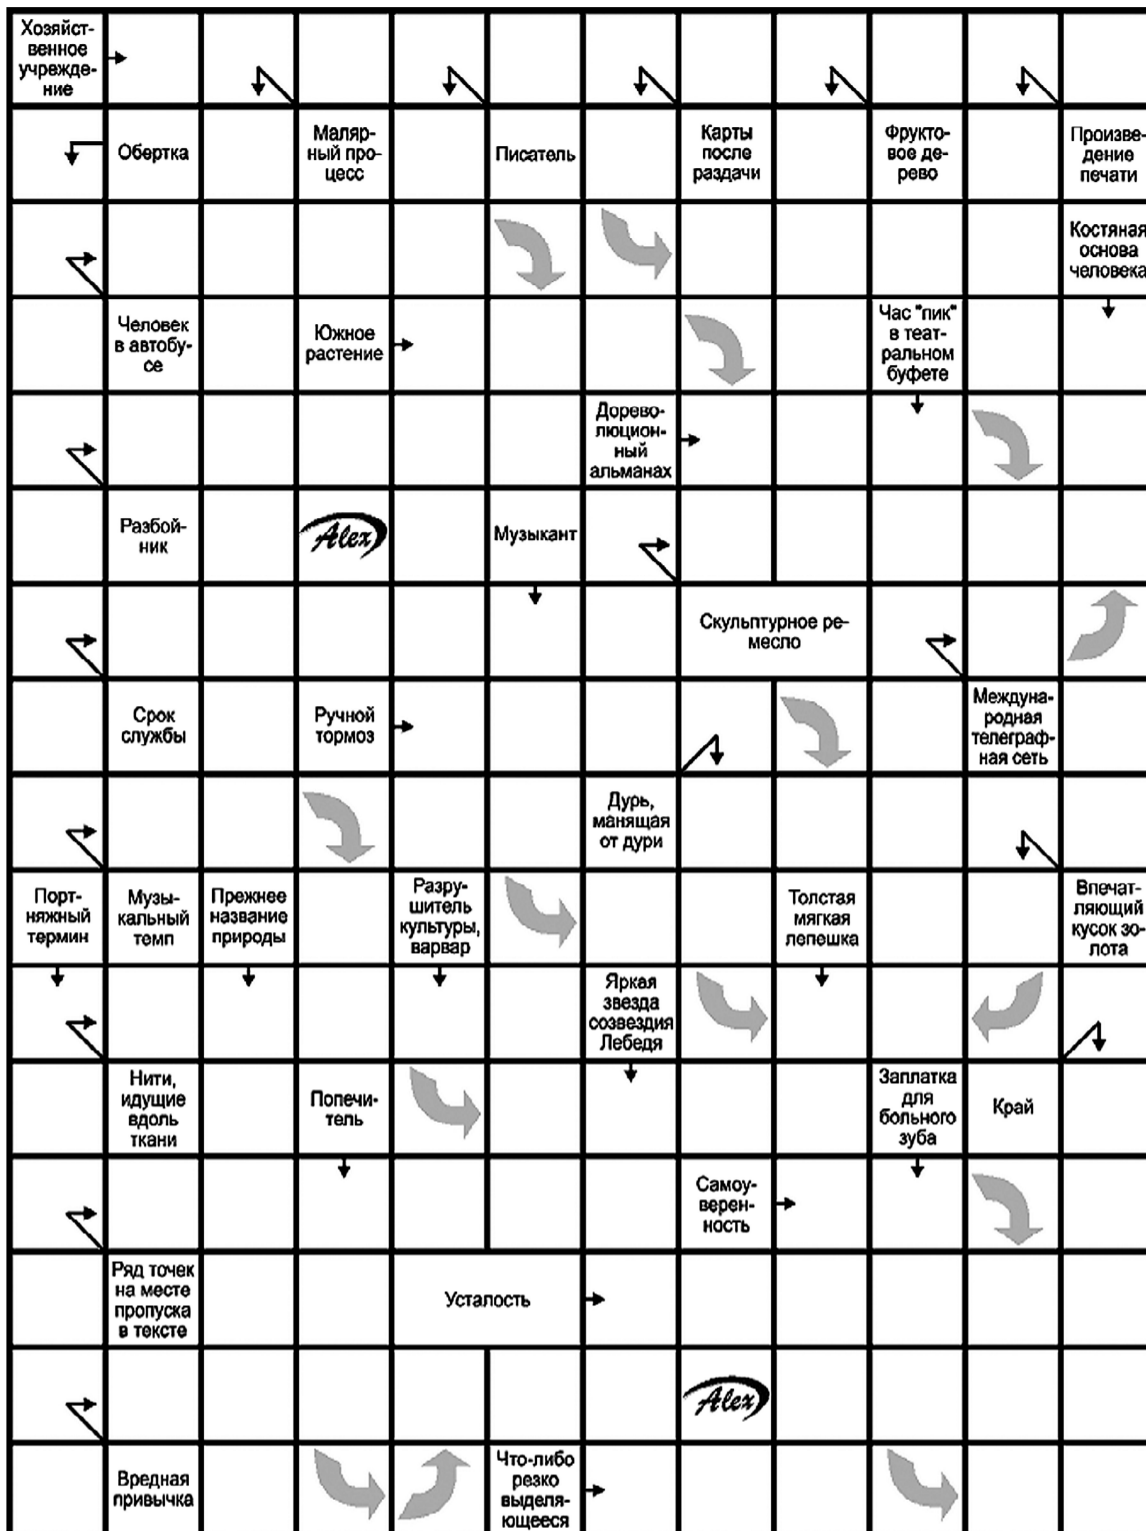 Хозяйст-
венное
учрежде-
ние
Обертка
Маляр-
ный про-
цесс
Писатель
Карты
после
раздачи
Фрукто-
вое де-
рево
Произве-
дение
печати
Костяная
основа
человека
Человек
в автобу-
се
Южное
растение
Час "пик"
в теат-
ральном
буфете
Дорево-
люцион-
ный
альманах
Разбой-
ник
Alex
Музыкант
Скульптурное ре-
месло
Срок
службы
Ручной
тормоз
Междуна-
родная
телеграф-
ная сеть
Дурь,
манящая
от дури
Порт-
няжный
термин
Музы-
кальный
темп
Прежнее
название
природы
Разру-
шитель
культуры,
варвар
Толстая
мягкая
лепешка
Впечат-
ляющий
кусок зо-
лота
Яркая
звезда
созвездия
Лебедя
Нити,
идущие
вдоль
ткани
Попечи-
тель
Заплатка
для
больного
зуба
Край
Самоу-
верен-
ность
Ряд точек
на месте
пропуска
в тексте
Усталость
Alex
Вредная
привычка
Что-либо
резко
выделя-
ющееся